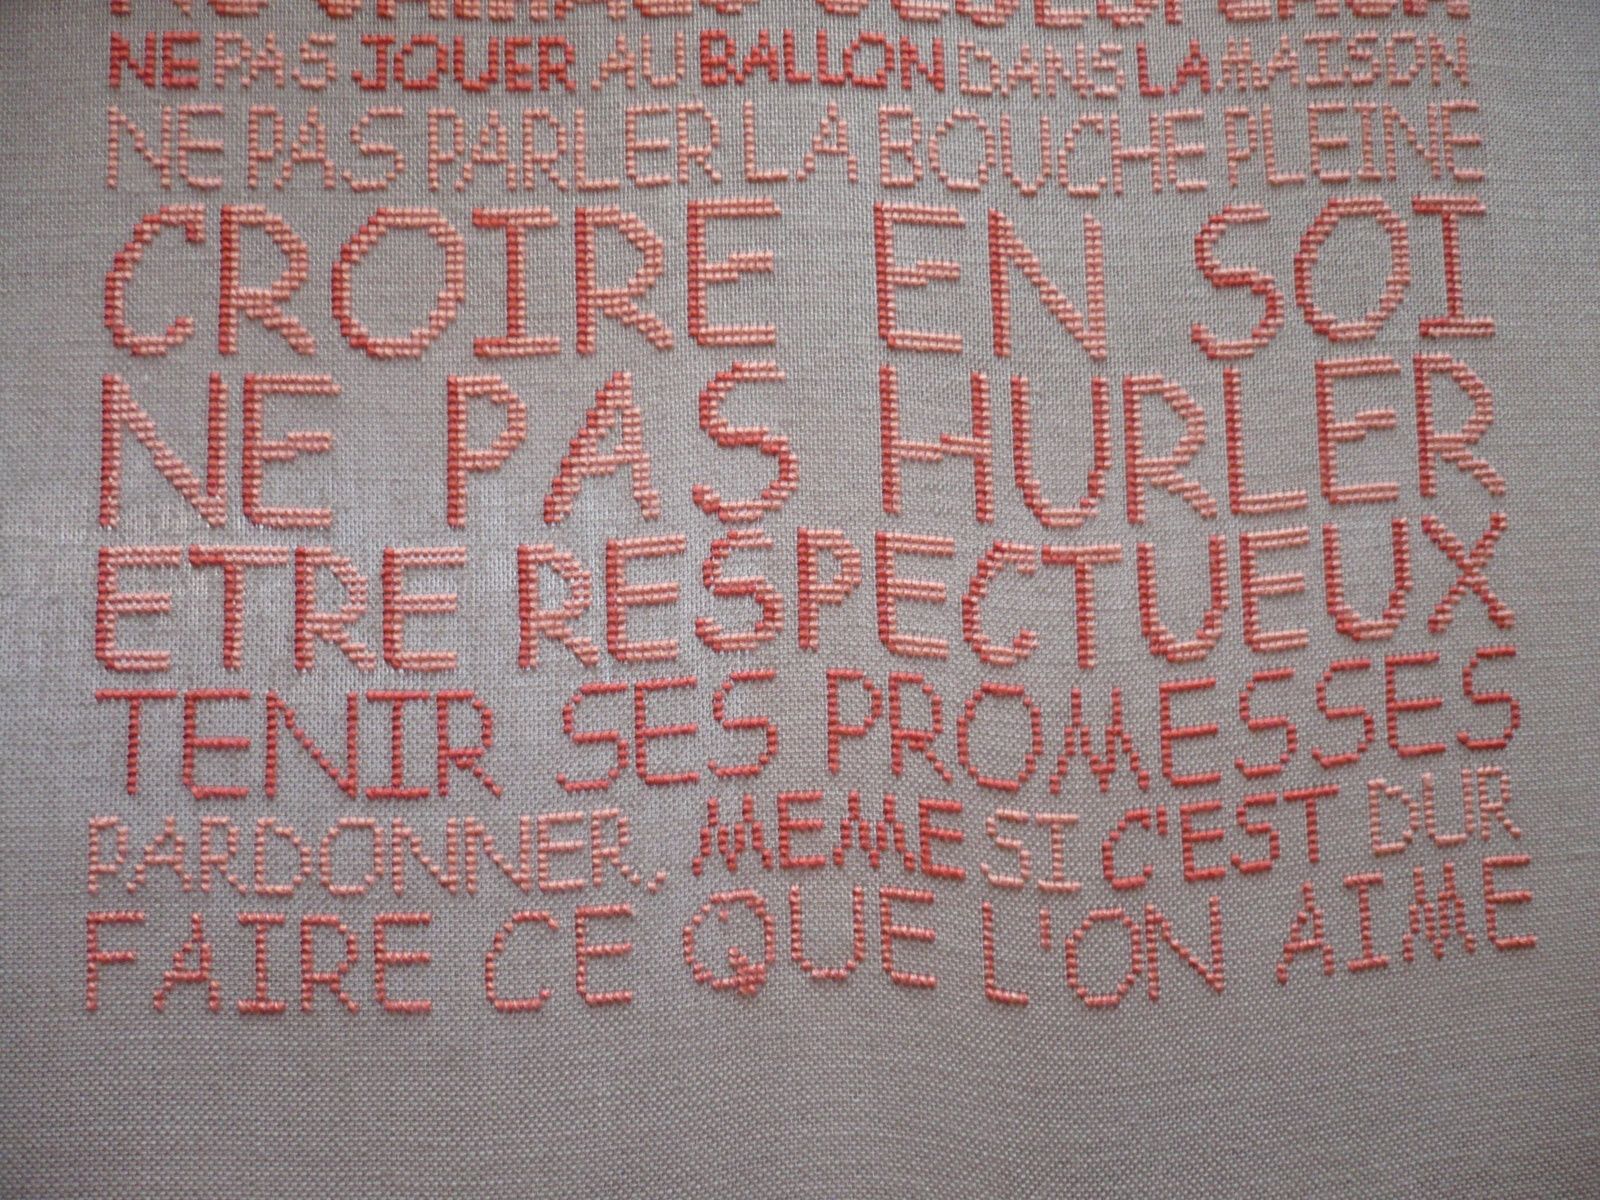 NE PAS JOUER AU BALLON DANS LA MAISON
NE PAS PARLER LA BOUCHE PLEINE
CROIRE EN SOI
NE PAS HURLER
ETRE RESPECTUEUX
TENIR SES PROMESSES
PARDONNER, MEME SI C'EST DUR
FAIRE CE QUE L'ON AIME